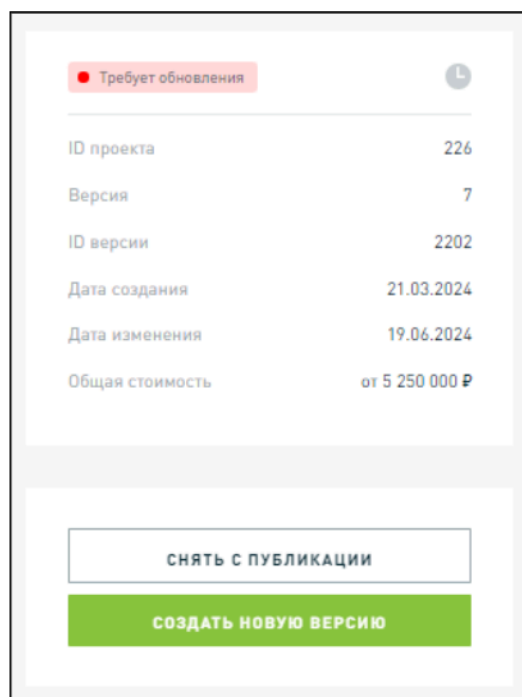 Требует обновления
ID проекта 226
Версия 7
ID версии 2202
Дата создания 21.03.2024
Дата изменения 19.06.2024
Общая стоимость от 5 250 000 ₽
СНЯТЬ С ПУБЛИКАЦИИ
СОЗДАТЬ НОВУЮ ВЕРСИЮ